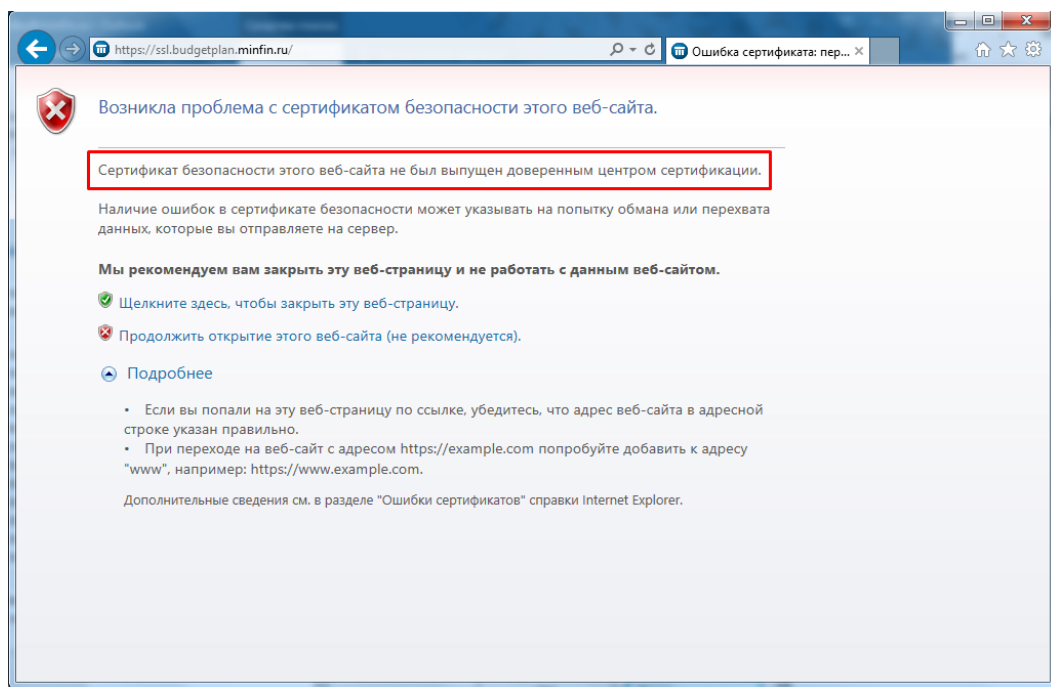 https://ssl.budgetplan.minfin.ru/
Ошибка сертификата: пер...
Возникла проблема с сертификатом безопасности этого веб-сайта.
Сертификат безопасности этого веб-сайта не был выпущен доверенным центром сертификации.
Наличие ошибок в сертификате безопасности может указывать на попытку обмана или перехвата
данных, которые вы отправляете на сервер.
Мы рекомендуем вам закрыть эту веб-страницу и не работать с данным веб-сайтом.
Щелкните здесь, чтобы закрыть эту веб-страницу.
Продолжить открытие этого веб-сайта (не рекомендуется).
Подробнее
• Если вы попали на эту веб-страницу по ссылке, убедитесь, что адрес веб-сайта в адресной
строке указан правильно.
• При переходе на веб-сайт с адресом https://example.com попробуйте добавить к адресу
"www", например: https://www.example.com.
Дополнительные сведения см. в разделе "Ошибки сертификатов" справки Internet Explorer.